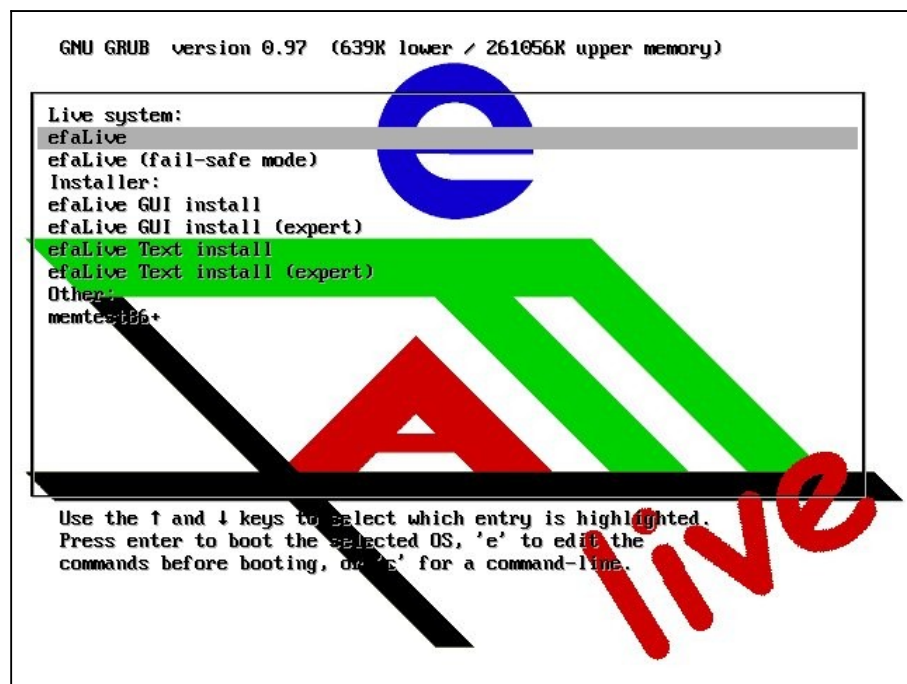 GNU GRUB version 0.97 (639K lower / 261056K upper memory)
Live system:
efaLive
efaLive (fail-safe mode)
Installer:
efaLive GUI install
efaLive GUI install (expert)
efaLive Text install
efaLive Text install (expert)
Other:
memtest86+
Use the ↑ and ↓ keys to select which entry is highlighted.
Press enter to boot the selected OS, 'e' to edit the
commands before booting, or 'c' for a command-line.
efa
live